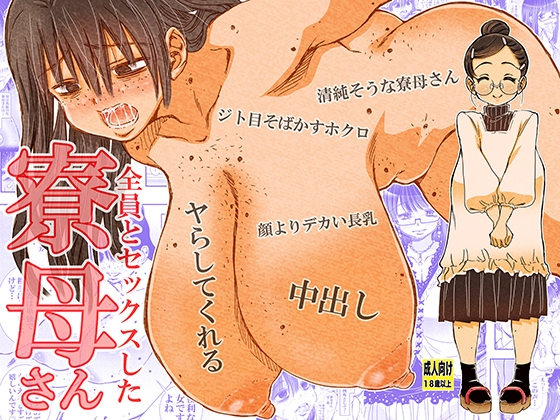 全員とセックスした
寮母さん
清純そうな寮母さん
ジト目そばかすホクロ
顔よりデカい長乳
ヤらしてくれる
中出し
成人向け
18歳以上